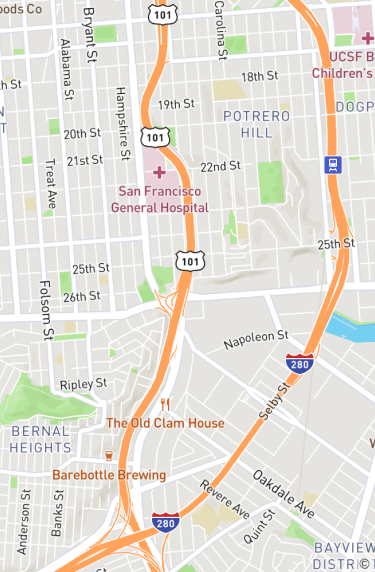 oods Co
101
Bryant St
Carolina St
UCSF B
Children's
Alabama St
18th St
Hampshire St
19th St
POTRERO
HILL
DOGP
20th St
101
21st St
22nd St
Treat Ave
San Francisco
General Hospital
25th St
101
25th St
26th St
Folsom St
Napoleon St
280
Ripley St
Selby St
The Old Clam House
BERNAL
HEIGHTS
Barebottle Brewing
Anderson St
Banks St
Oakdale Ave
Revere Ave
Quint St
280
BAYVIEW
DISTRI
©